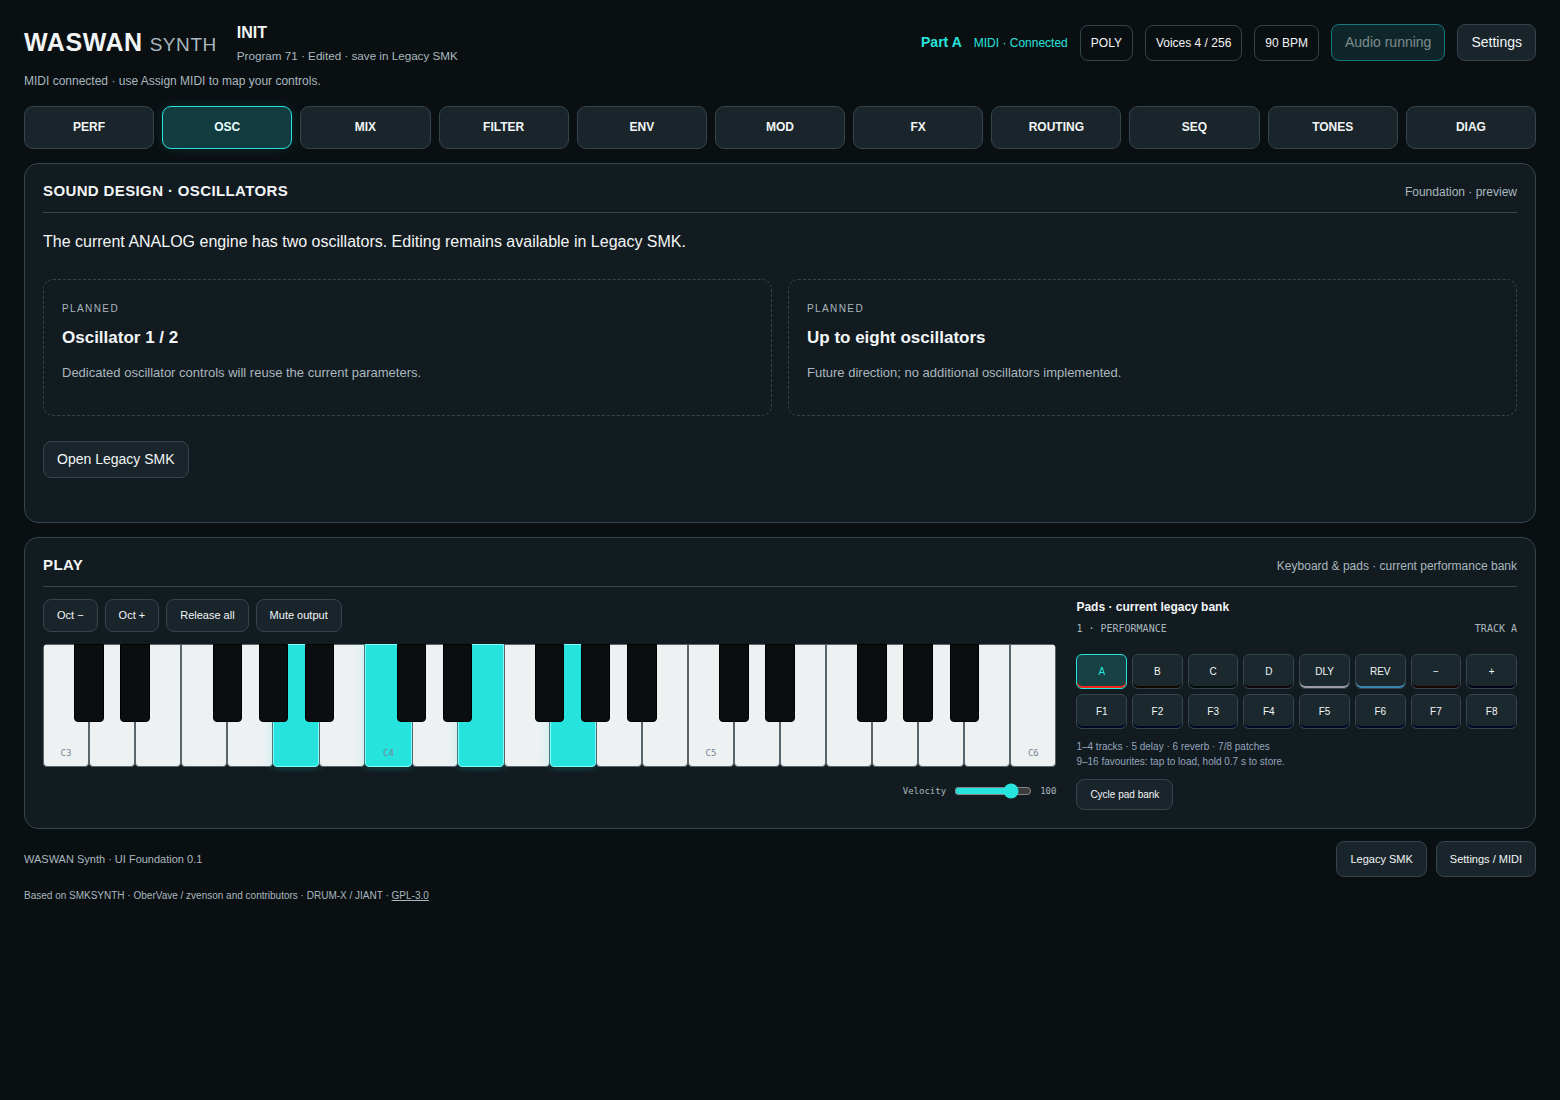 WASWAN SYNTH
INIT
Program 71 · Edited · save in Legacy SMK
Part A
MIDI · Connected
POLY
Voices 4 / 256
90 BPM
Audio running
Settings
MIDI connected · use Assign MIDI to map your controls.
PERF
OSC
MIX
FILTER
ENV
MOD
FX
ROUTING
SEQ
TONES
DIAG
SOUND DESIGN · OSCILLATORS
Foundation · preview
The current ANALOG engine has two oscillators. Editing remains available in Legacy SMK.
PLANNED
Oscillator 1 / 2
Dedicated oscillator controls will reuse the current parameters.
PLANNED
Up to eight oscillators
Future direction; no additional oscillators implemented.
Open Legacy SMK
PLAY
Keyboard & pads · current performance bank
Oct −
Oct +
Release all
Mute output
C3
C4
C5
C6
Velocity
100
Pads · current legacy bank
1 · PERFORMANCE
TRACK A
A
B
C
D
DLY
REV
−
+
F1
F2
F3
F4
F5
F6
F7
F8
1–4 tracks · 5 delay · 6 reverb · 7/8 patches
9–16 favourites: tap to load, hold 0.7 s to store.
Cycle pad bank
WASWAN Synth · UI Foundation 0.1
Legacy SMK
Settings / MIDI
Based on SMKSYNTH · OberVave / zvenson and contributors · DRUM-X / JIANT · GPL-3.0